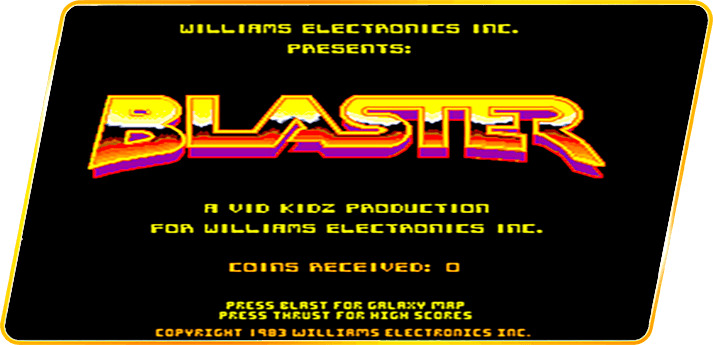 WILLIAMS ELECTRONICS INC.
PRESENTS:
BLASTER
A VID KIDZ PRODUCTION
FOR WILLIAMS ELECTRONICS INC.
COINS RECEIVED: 0
PRESS BLAST FOR GALAXY MAP
PRESS THRUST FOR HIGH SCORES
COPYRIGHT 1983 WILLIAMS ELECTRONICS INC.